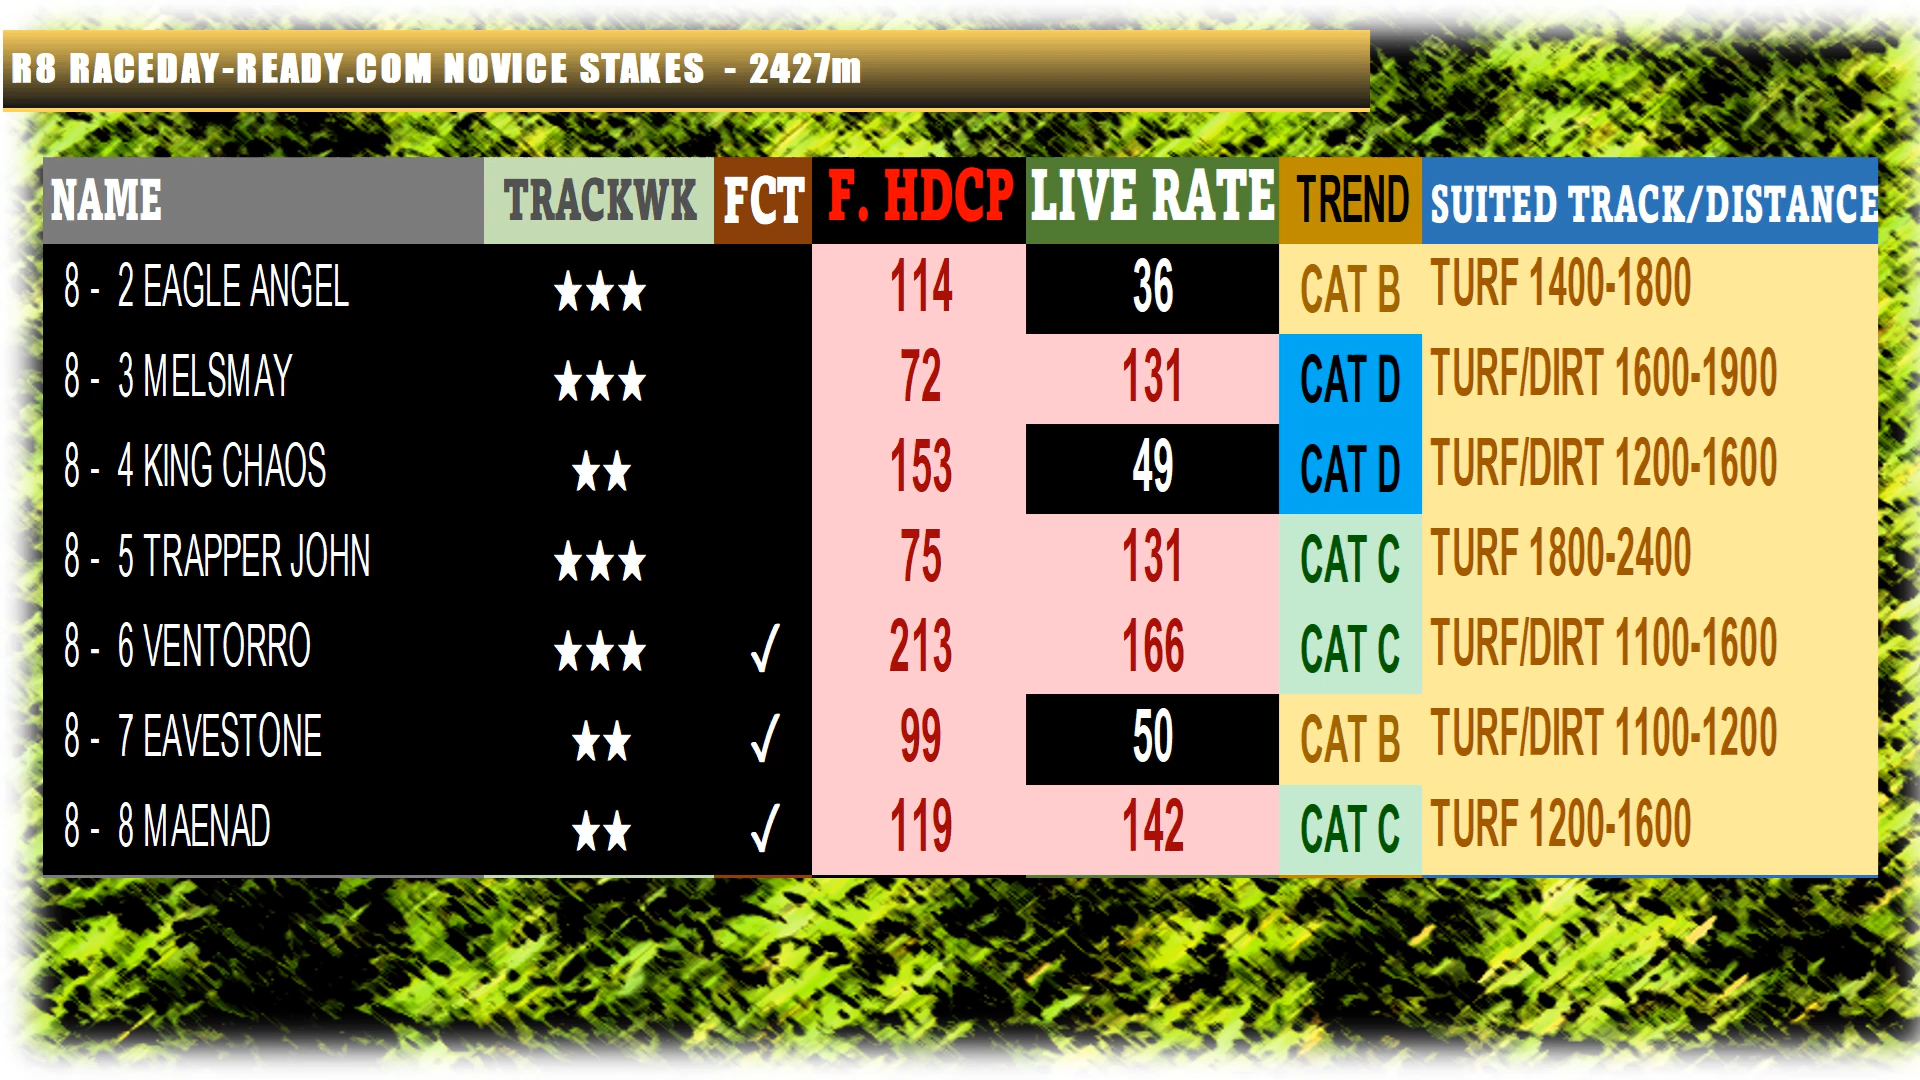 R8 RACEDAY-READY.COM NOVICE STAKES - 2427m
NAME TRACKWK FCT F. HDCP LIVE RATE TREND SUITED TRACK/DISTANCE
8 - 2 EAGLE ANGEL ★★★ 114 36 CAT B TURF 1400-1800
8 - 3 MELSMAY ★★★ 72 131 CAT D TURF/DIRT 1600-1900
8 - 4 KING CHAOS ★★ 153 49 CAT D TURF/DIRT 1200-1600
8 - 5 TRAPPER JOHN ★★★ 75 131 CAT C TURF 1800-2400
8 - 6 VENTORRO ★★★ √ 213 166 CAT C TURF/DIRT 1100-1600
8 - 7 EAVESTONE ★★ √ 99 50 CAT B TURF/DIRT 1100-1200
8 - 8 MAENAD ★★ √ 119 142 CAT C TURF 1200-1600